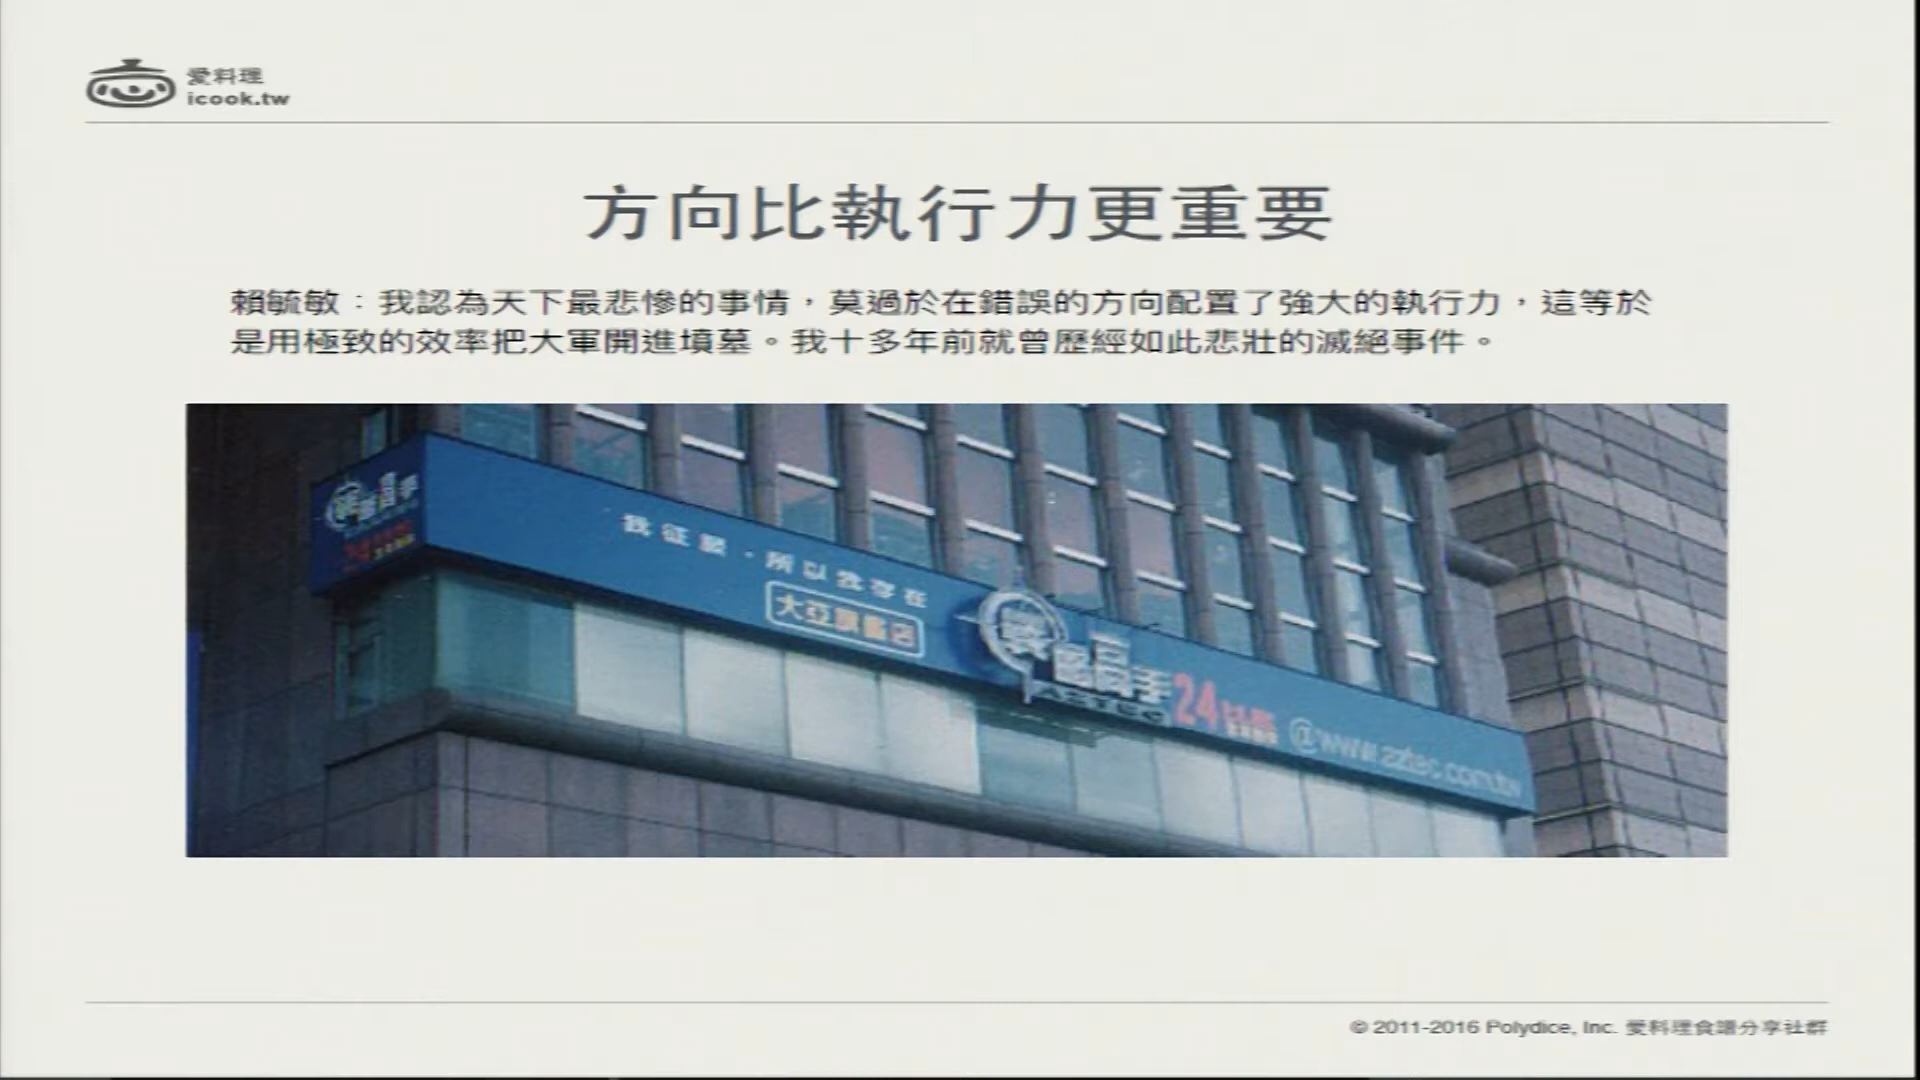 愛料理
icook.tw
方向比執行力更重要
賴毓敏：我認為天下最悲慘的事情，莫過於在錯誤的方向配置了強大的執行力，這等於
是用極致的效率把大軍開進墳墓。我十多年前就曾歷經如此悲壯的滅絕事件。
我征服，所以我存在
大亞旗艦店
戰略高手
AZTEC
24
@www.aztec.com.tw
© 2011-2016 Polydice, Inc. 愛料理食譜分享社群